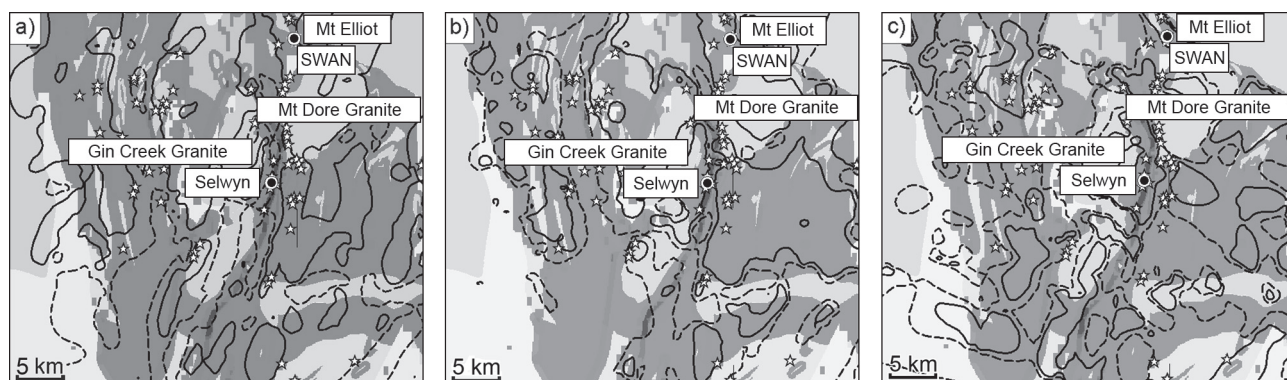 a)
Mt Elliot
SWAN
Mt Dore Granite
Gin Creek Granite
Selwyn
5 km
b)
Mt Elliot
SWAN
Mt Dore Granite
Gin Creek Granite
Selwyn
5 km
c)
Mt Elliot
SWAN
Mt Dore Granite
Gin Creek Granite
Selwyn
5 km